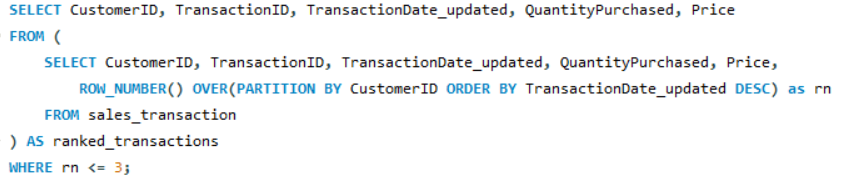 SELECT CustomerID, TransactionID, TransactionDate_updated, QuantityPurchased, Price
FROM (
SELECT CustomerID, TransactionID, TransactionDate_updated, QuantityPurchased, Price,
ROW_NUMBER() OVER(PARTITION BY CustomerID ORDER BY TransactionDate_updated DESC) as rn
FROM sales_transaction
) AS ranked_transactions
WHERE rn <= 3;